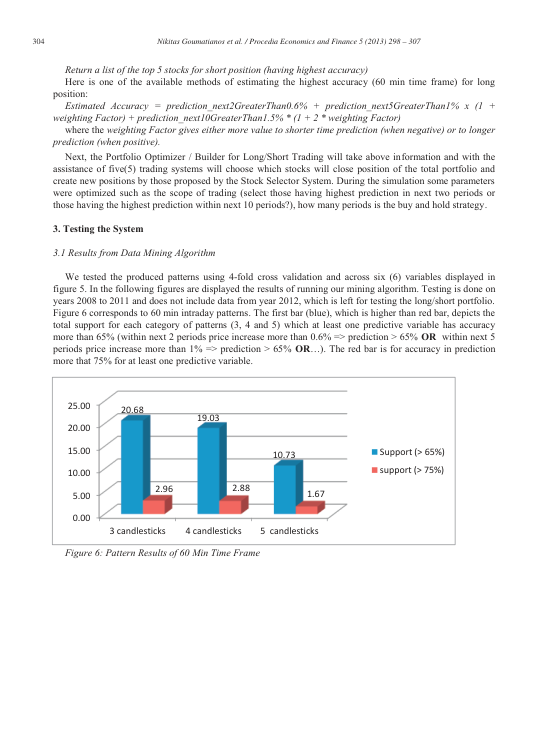 304
Nikitas Goumatianos et al. / Procedia Economics and Finance 5 (2013) 298 – 307
Return a list of the top 5 stocks for short position (having highest accuracy)
Here is one of the available methods of estimating the highest accuracy (60 min time frame) for long
position:
Estimated Accuracy = prediction_next2GreaterThan0.6% + prediction_next5GreaterThan1% x (1 +
weighting Factor) + prediction_next10GreaterThan1.5% * (1 + 2 * weighting Factor)
where the weighting Factor gives either more value to shorter time prediction (when negative) or to longer
prediction (when positive).
Next, the Portfolio Optimizer / Builder for Long/Short Trading will take above information and with the
assistance of five(5) trading systems will choose which stocks will close position of the total portfolio and
create new positions by those proposed by the Stock Selector System. During the simulation some parameters
were optimized such as the scope of trading (select those having highest prediction in next two periods or
those having the highest prediction within next 10 periods?), how many periods is the buy and hold strategy.
3. Testing the System
3.1 Results from Data Mining Algorithm
We tested the produced patterns using 4-fold cross validation and across six (6) variables displayed in
figure 5. In the following figures are displayed the results of running our mining algorithm. Testing is done on
years 2008 to 2011 and does not include data from year 2012, which is left for testing the long/short portfolio.
Figure 6 corresponds to 60 min intraday patterns. The first bar (blue), which is higher than red bar, depicts the
total support for each category of patterns (3, 4 and 5) which at least one predictive variable has accuracy
more than 65% (within next 2 periods price increase more than 0.6% => prediction > 65% OR within next 5
periods price increase more than 1% => prediction > 65% OR…). The red bar is for accuracy in prediction
more that 75% for at least one predictive variable.
25.00
20.00
15.00
10.00
5.00
0.00
20.68
2.96
19.03
2.88
10.73
1.67
3 candlesticks
4 candlesticks
5 candlesticks
Support (> 65%)
support (> 75%)
Figure 6: Pattern Results of 60 Min Time Frame